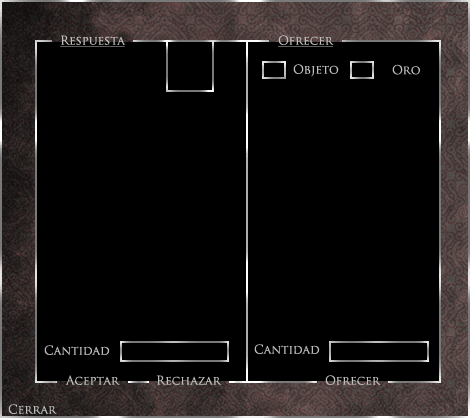 Respuesta
Ofrecer
Objeto
Oro
Cantidad
Cantidad
Aceptar
Rechazar
Ofrecer
Cerrar